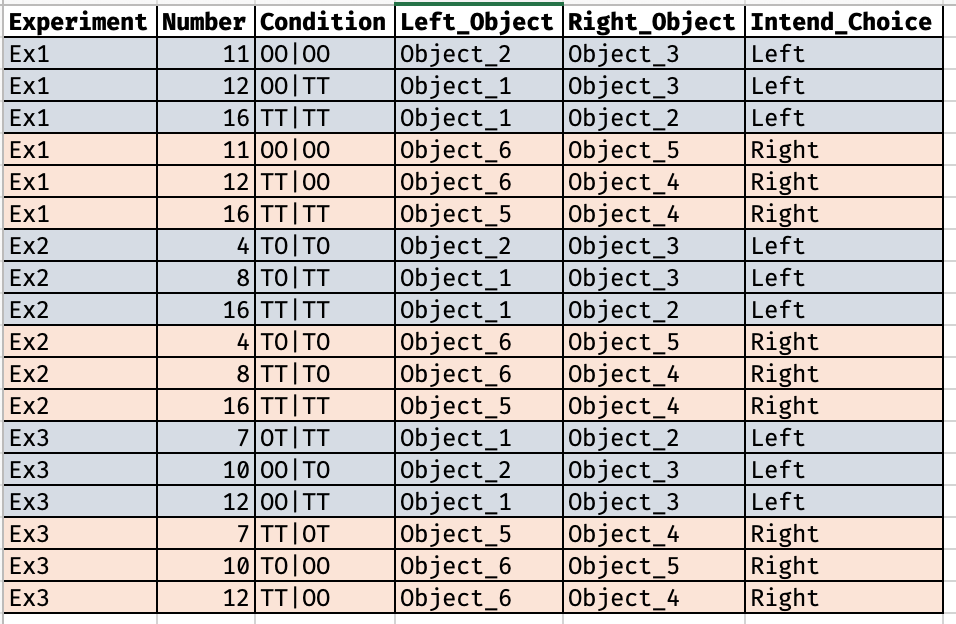 Experiment Number Condition Left_Object Right_Object Intend_Choice
Ex1 11 OO|OO Object_2 Object_3 Left
Ex1 12 OO|TT Object_1 Object_3 Left
Ex1 16 TT|TT Object_1 Object_2 Left
Ex1 11 OO|OO Object_6 Object_5 Right
Ex1 12 TT|OO Object_6 Object_4 Right
Ex1 16 TT|TT Object_5 Object_4 Right
Ex2 4 TO|TO Object_2 Object_3 Left
Ex2 8 TO|TT Object_1 Object_3 Left
Ex2 16 TT|TT Object_1 Object_2 Left
Ex2 4 TO|TO Object_6 Object_5 Right
Ex2 8 TT|TO Object_6 Object_4 Right
Ex2 16 TT|TT Object_5 Object_4 Right
Ex3 7 OT|TT Object_1 Object_2 Left
Ex3 10 OO|TO Object_2 Object_3 Left
Ex3 12 OO|TT Object_1 Object_3 Left
Ex3 7 TT|OT Object_5 Object_4 Right
Ex3 10 TO|OO Object_6 Object_5 Right
Ex3 12 TT|OO Object_6 Object_4 Right